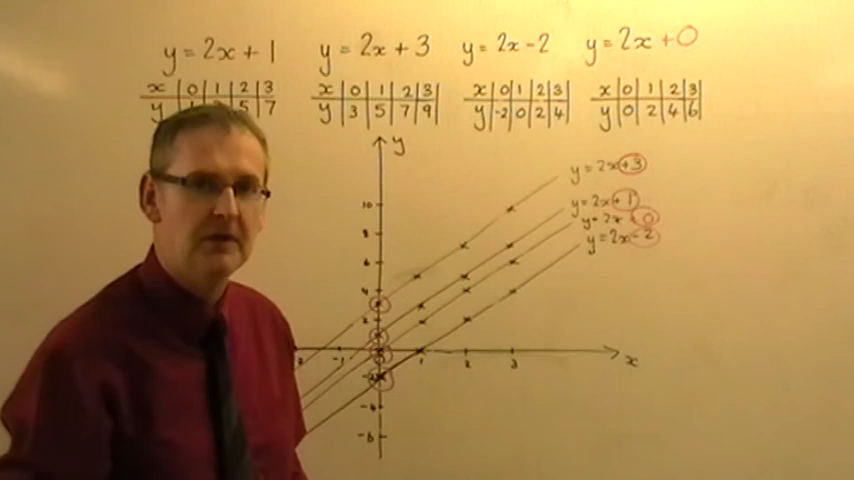 y = 2x + 1 y = 2x + 3 y = 2x - 2 y = 2x + 0
x 0 1 2 3 x 0 1 2 3 x 0 1 2 3 x 0 1 2 3
y 5 7 y 3 5 7 9 y -2 0 2 4 y 0 2 4 6
y
y = 2x + 3
10
y = 2x + 1
y = 2x + 0
8
y = 2x - 2
6
4
2
-1 1 2 3 x
-2
-4
-6